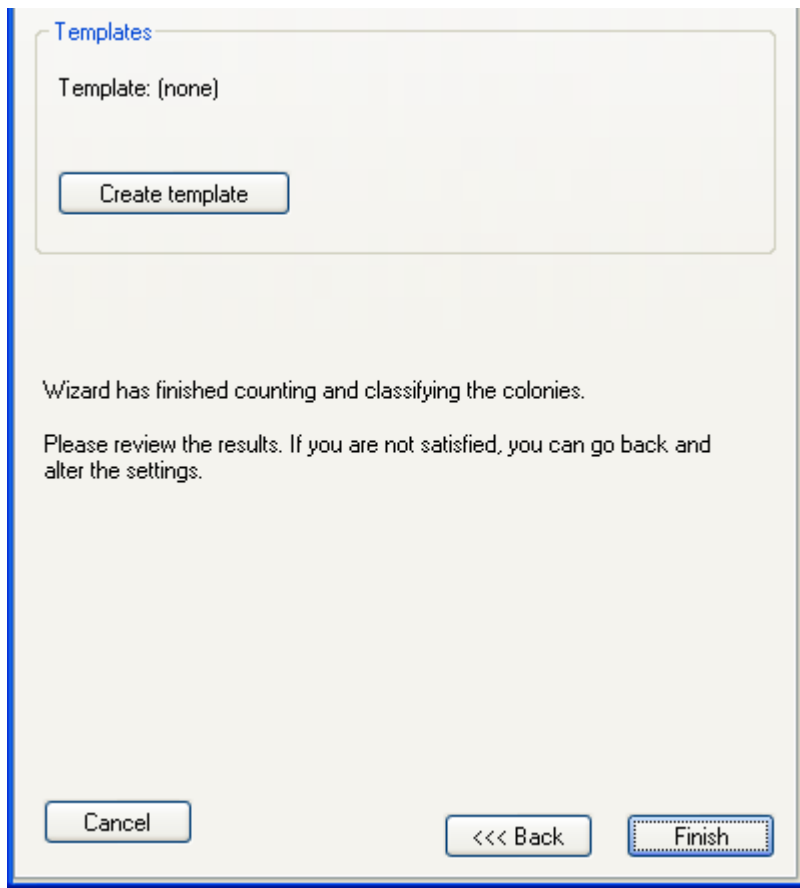 Templates
Template: (none)
Create template
Wizard has finished counting and classifying the colonies.
Please review the results. If you are not satisfied, you can go back and
alter the settings.
Cancel
<<< Back
Finish